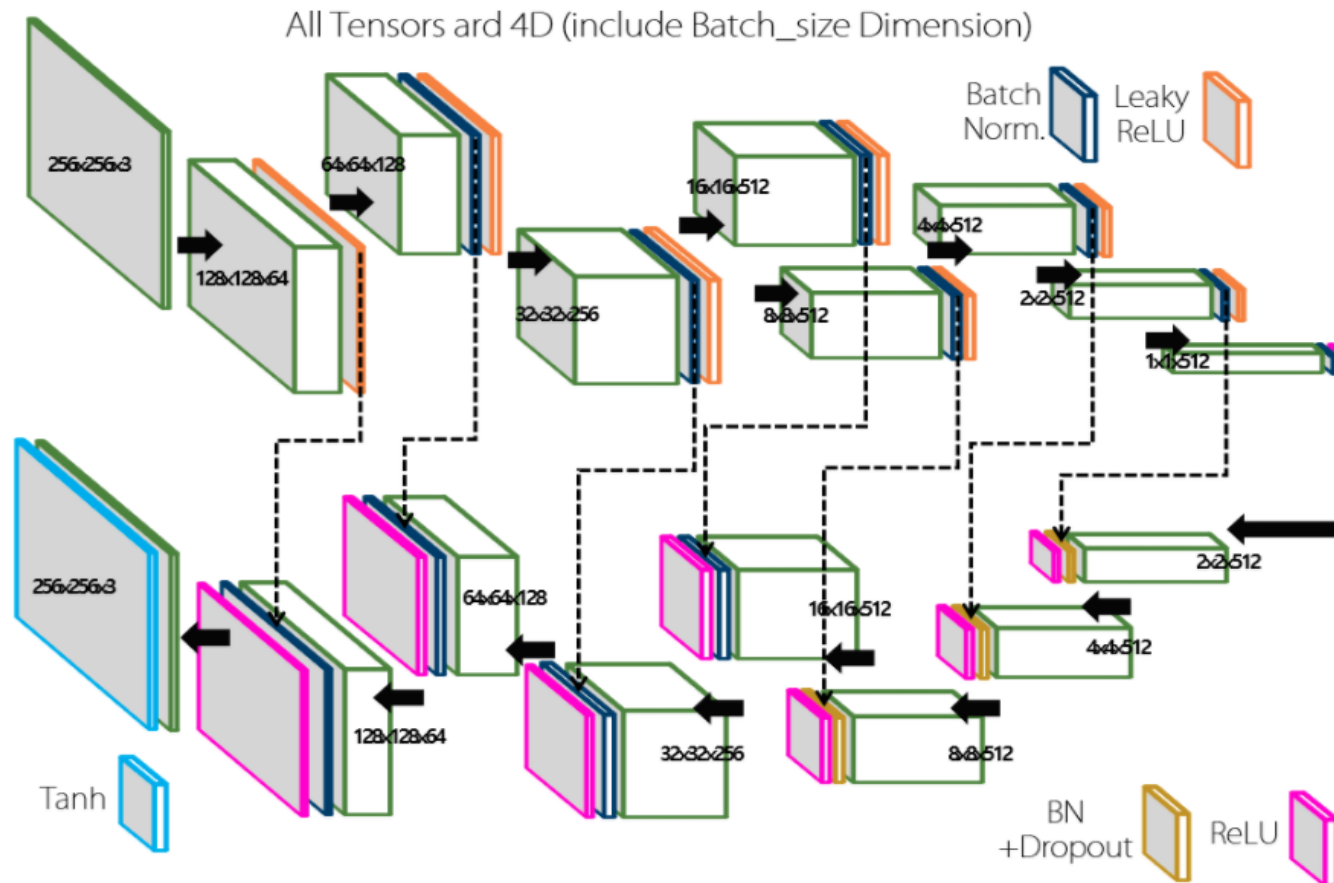 All Tensors ard 4D (include Batch_size Dimension)
Batch
Norm.
Leaky
ReLU
256x256x3
128x128x64
64x64x128
32x32x256
16x16x512
8x8x512
4x4x512
2x2x512
1x1x512
2x2x512
4x4x512
8x8x512
16x16x512
32x32x256
64x64x128
128x128x64
256x256x3
Tanh
BN
+Dropout
ReLU